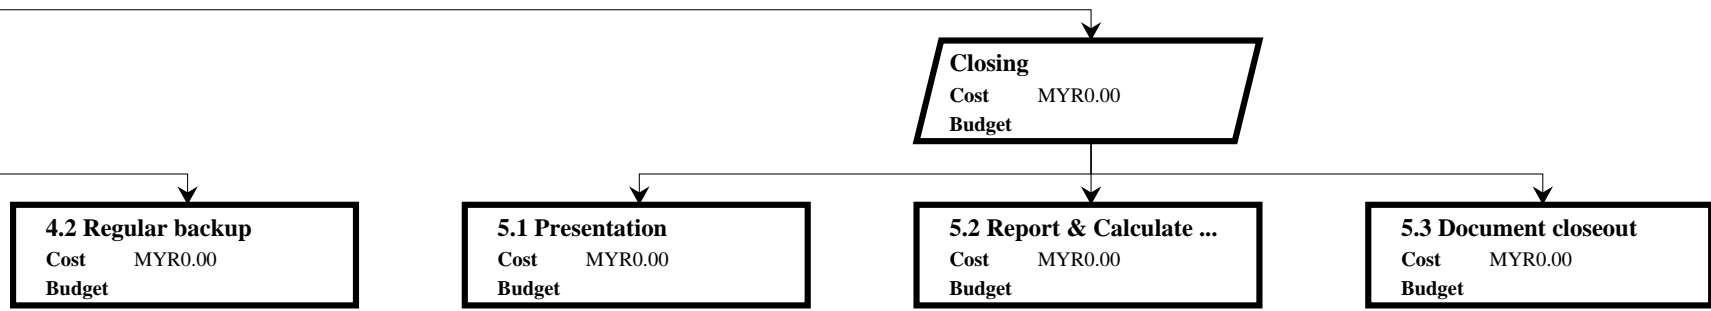 Closing
Cost MYR0.00
Budget
4.2 Regular backup
Cost MYR0.00
Budget
5.1 Presentation
Cost MYR0.00
Budget
5.2 Report & Calculate ...
Cost MYR0.00
Budget
5.3 Document closeout
Cost MYR0.00
Budget